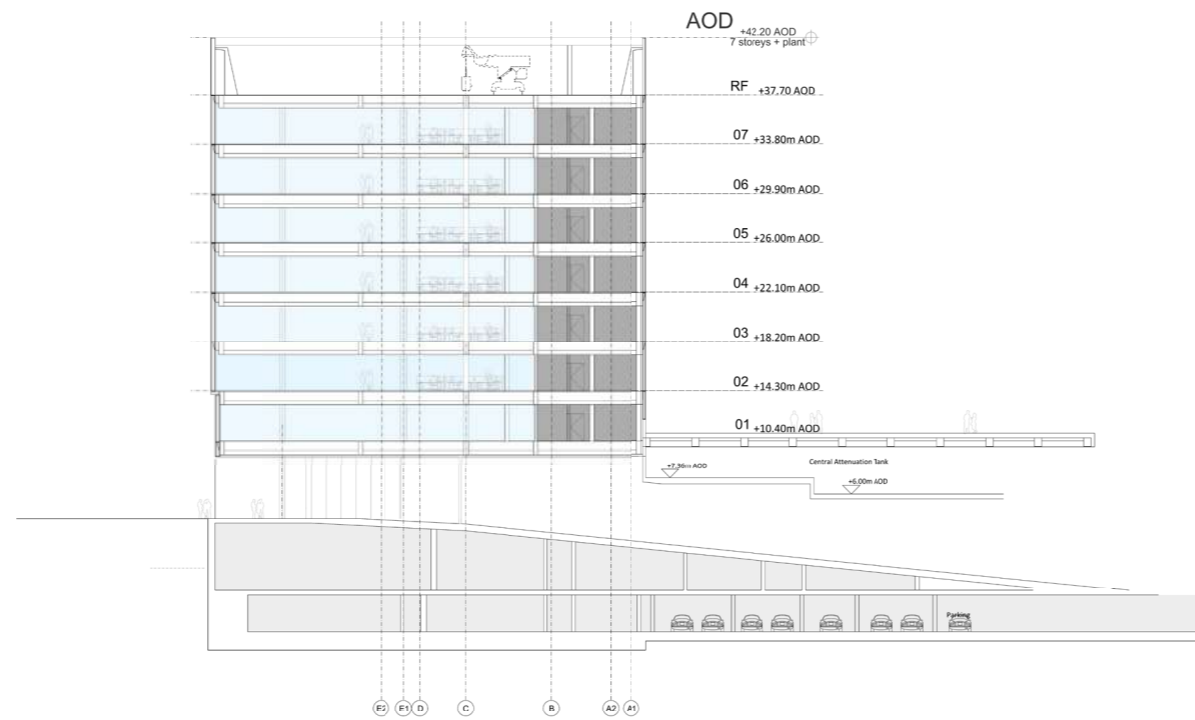 AOD
+42.20 AOD
7 storeys + plant
RF +37.70 AOD
07 +33.80m AOD
06 +29.90m AOD
05 +26.00m AOD
04 +22.10m AOD
03 +18.20m AOD
02 +14.30m AOD
01 +10.40m AOD
Central Attenuation Tank
AOD
+6.00m AOD
Parking
E2 E1 D C B A2 A1